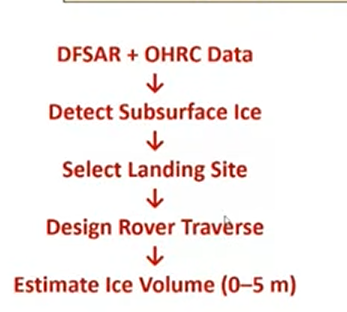 DFSAR + OHRC Data
↓
Detect Subsurface Ice
↓
Select Landing Site
↓
Design Rover Traverse
↓
Estimate Ice Volume (0–5 m)